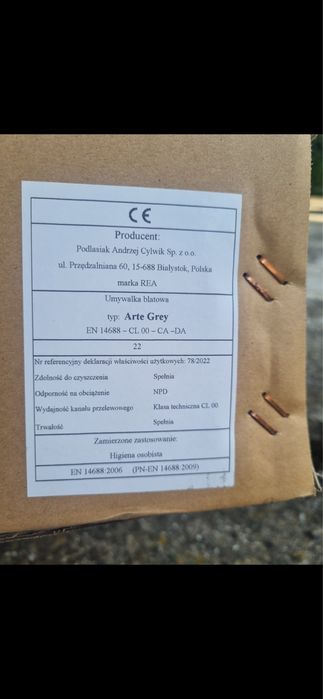 CE
Producent:
Podlasiak Andrzej Cylwik Sp. z o.o.
ul. Przędzalniana 60, 15-688 Białystok, Polska
marka REA
Umywalka blatowa
typ: Arte Grey
EN 14688 – CL 00 – CA –DA
22
Nr referencyjny deklaracji właściwości użytkowych: 78/2022
Zdolność do czyszczenia Spełnia
Odporność na obciążenie NPD
Wydajność kanału przelewowego Klasa techniczna CL 00
Trwałość Spełnia
Zamierzone zastosowanie:
Higiena osobista
EN 14688:2006 (PN-EN 14688 2009)